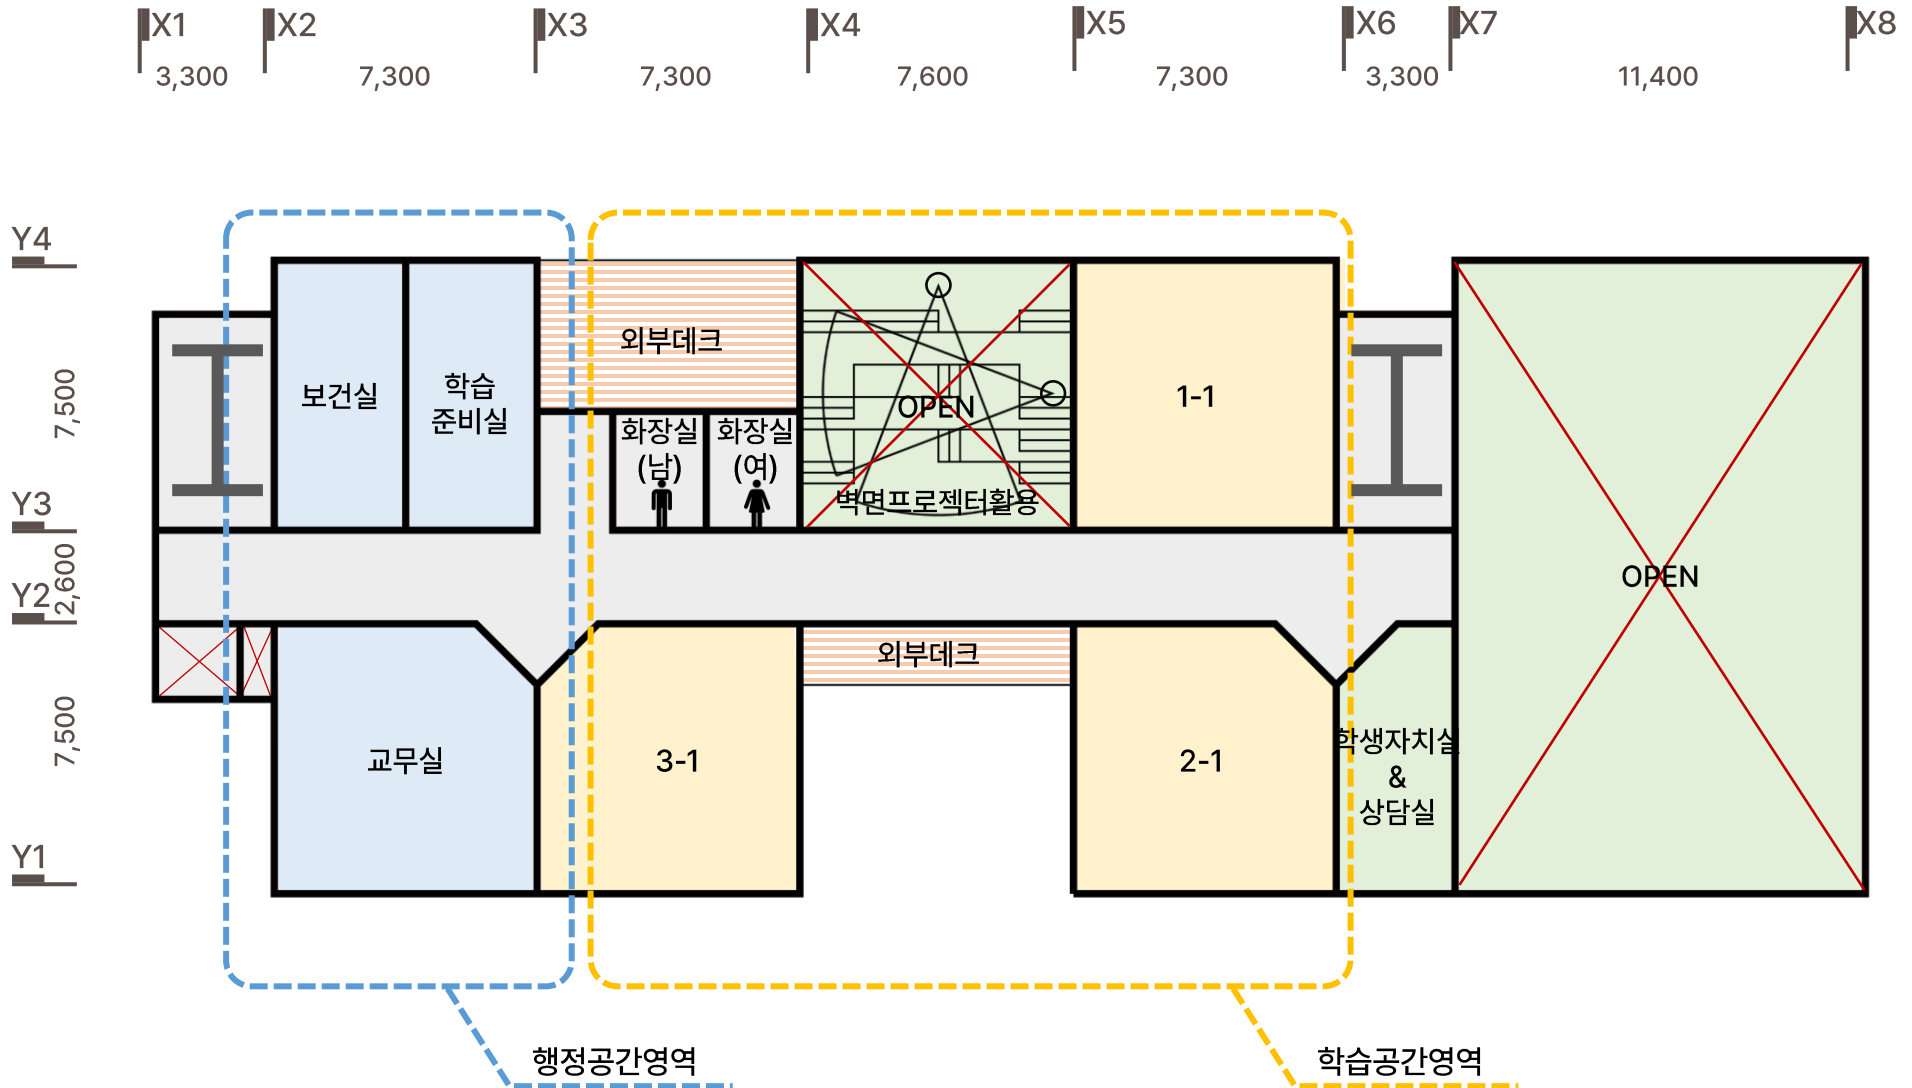 X1
X2
X3
X4
X5
X6
X7
X8
3,300
7,300
7,300
7,600
7,300
3,300
11,400
Y4
7,500
Y3
2,600
Y2
7,500
Y1
보건실
학습
준비실
외부데크
화장실
(남)
화장실
(여)
OPEN
벽면프로젝터활용
1-1
OPEN
외부데크
교무실
3-1
2-1
학생자치실
&
상담실
행정공간영역
학습공간영역